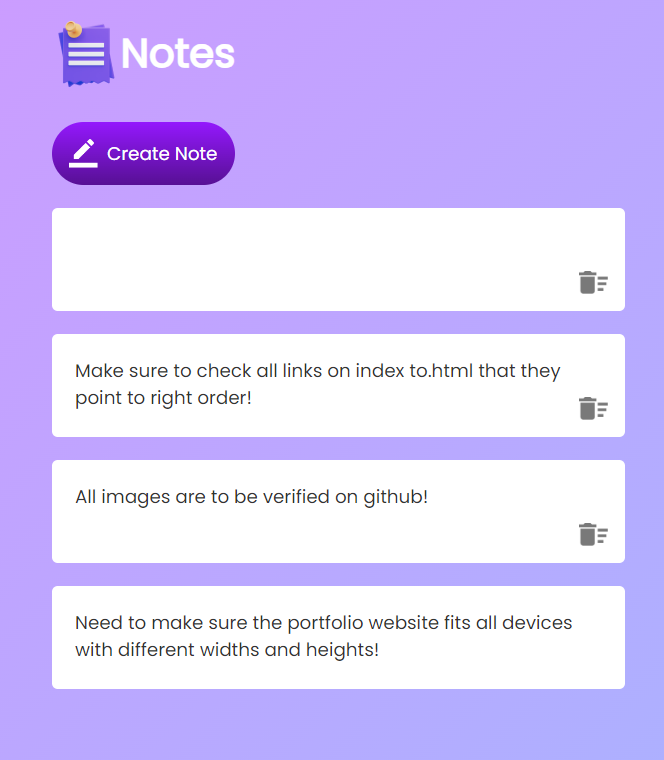 Notes
Create Note
Make sure to check all links on index to.html that they
point to right order!
All images are to be verified on github!
Need to make sure the portfolio website fits all devices
with different widths and heights!